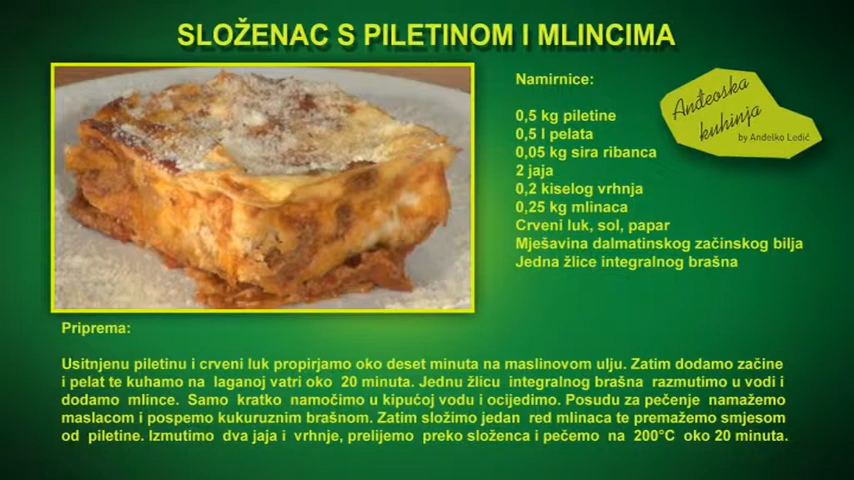 SLOŽENAC S PILETINOM I MLINCIMA
Namirnice:
0,5 kg piletine
0,5 l pelata
0,05 kg sira ribanca
2 jaja
0,2 kiselog vrhnja
0,25 kg mlinaca
Crveni luk, sol, papar
Mješavina dalmatinskog začinskog bilja
Jedna žlice integralnog brašna
Anđeoska
kuhinja
by Anđelko Ledić
Priprema:
Usitnjenu piletinu i crveni luk propirjamo oko deset minuta na maslinovom ulju. Zatim dodamo začine
i pelat te kuhamo na laganoj vatri oko 20 minuta. Jednu žlicu integralnog brašna razmutimo u vodi i
dodamo mlince. Samo kratko namočimo u kipućoj vodu i ocijedimo. Posudu za pečenje namažemo
maslacom i pospemo kukuruznim brašnom. Zatim složimo jedan red mlinaca te premažemo smjesom
od piletine. Izmutimo dva jaja i vrhnje, prelijemo preko složenca i pečemo na 200°C oko 20 minuta.